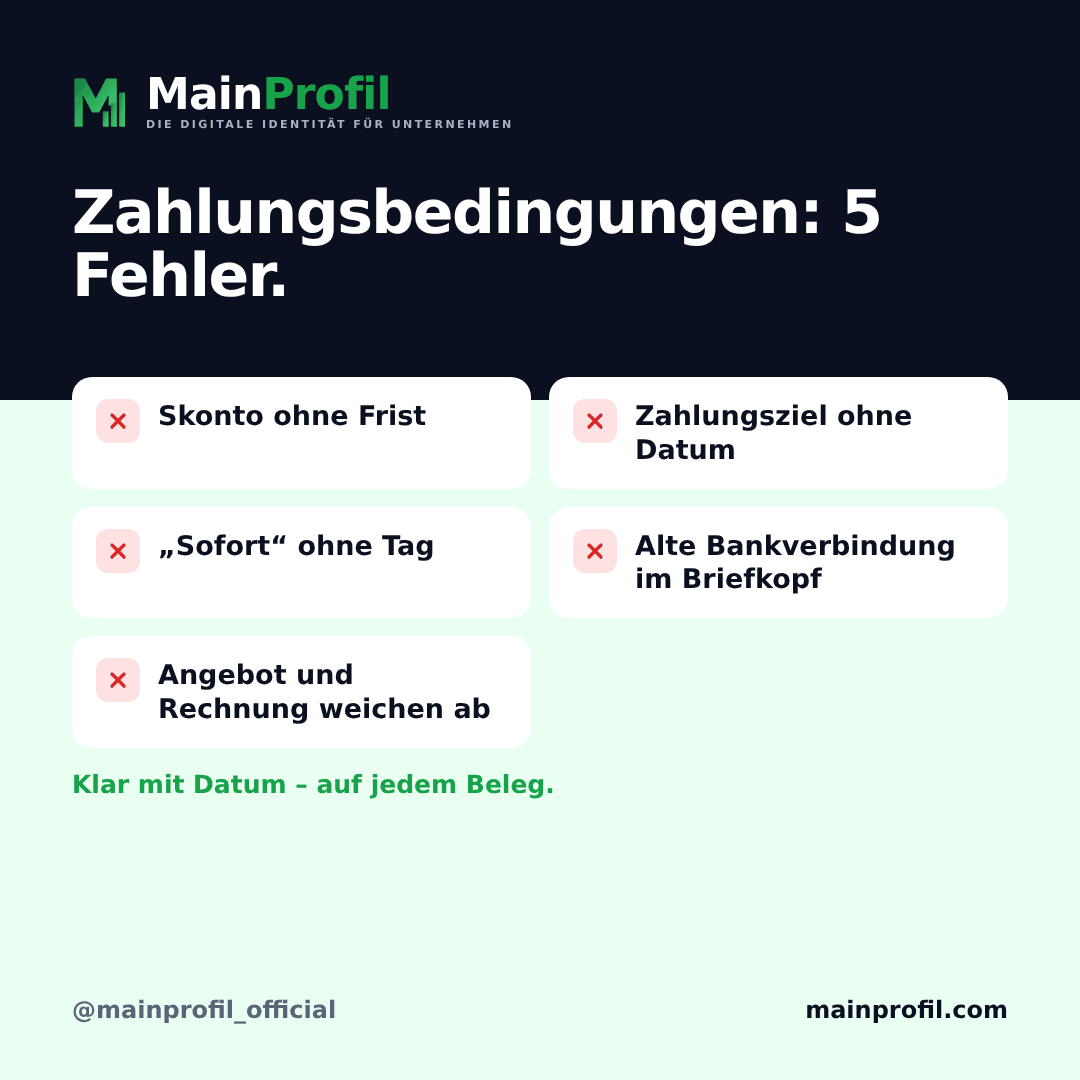 MainProfil
DIE DIGITALE IDENTITÄT FÜR UNTERNEHMEN
Zahlungsbedingungen: 5
Fehler.
Skonto ohne Frist
Zahlungsziel ohne
Datum
„Sofort“ ohne Tag
Alte Bankverbindung
im Briefkopf
Angebot und
Rechnung weichen ab
Klar mit Datum – auf jedem Beleg.
@mainprofil_official
mainprofil.com